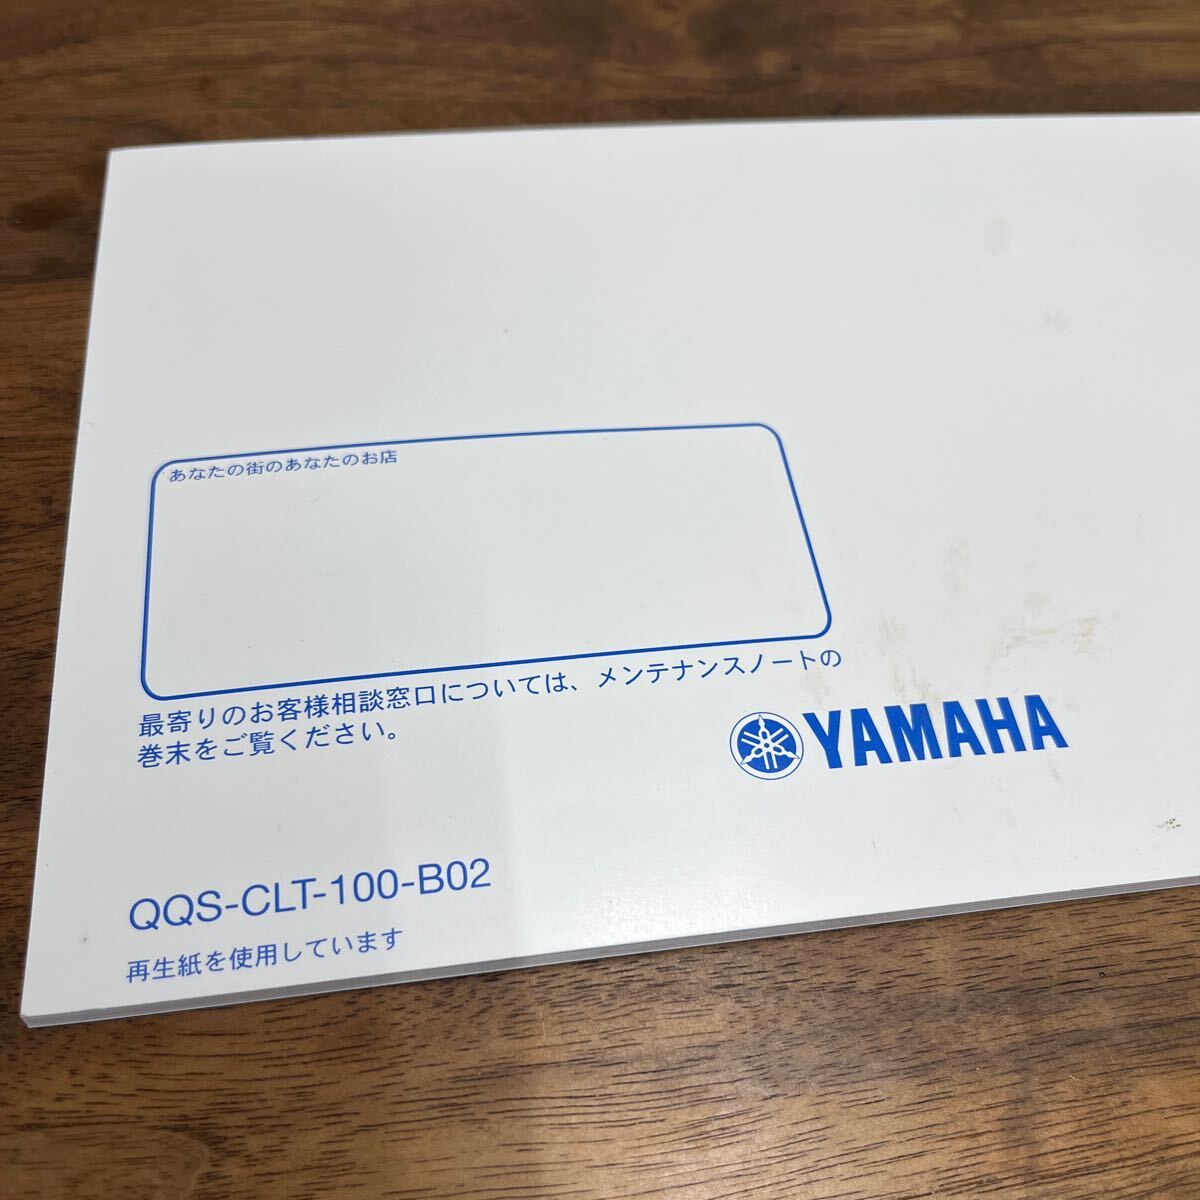 あなたの街のあなたのお店
最寄りのお客様相談窓口については、メンテナンスノートの
巻末をご覧ください。
YAMAHA
QQS-CLT-100-B02
再生紙を使用しています